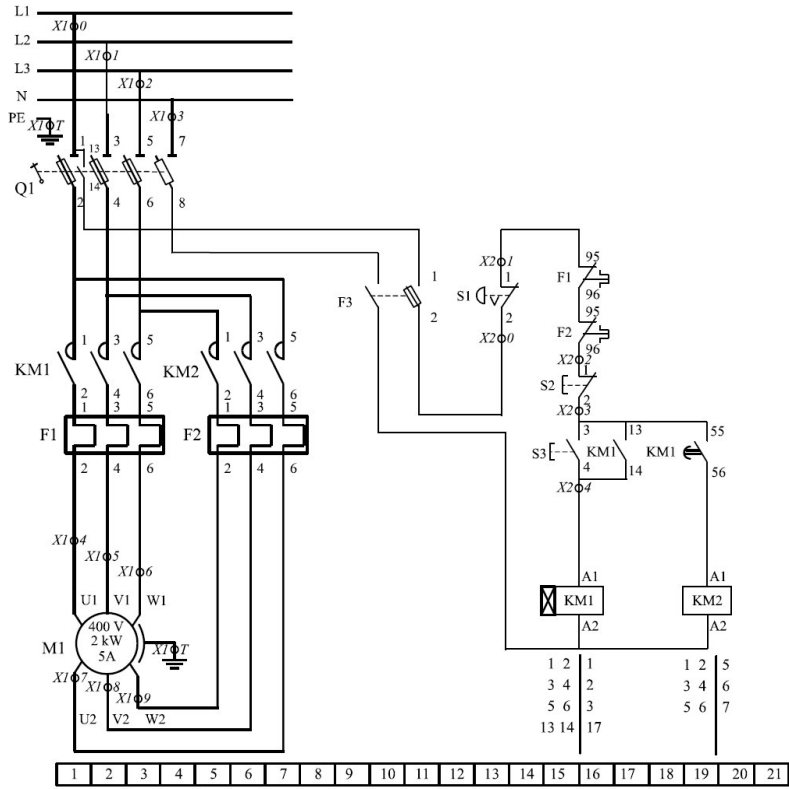 L1
X1 0
L2
X1 1
L3
X1 2
N
X1 3
PE
X1 T
1 13 3 5 7
Q1
14
2 4 6 8
X2 1
95
F1
1 1
F3 S1
96
2 2
95
F2
X2 0
96
X2 2
1 3 5 5
KM1 KM2
1
S2
2
2 4 6 4 6
X2 3
1 3 5 1 3 5
F1 F2
3 13 55
S3 KM1 KM1
4 14 56
2 4 6 2 4 6
X2 4
X1 4
X1 5
X1 6
A1 A1
U1 V1 W1
KM1 KM2
A2 A2
400 V
M1 2 kW
5A
X1 T
X1 7
X1 8
X1 9
U2 V2 W2
1 2 1
3 4 2
5 6 3
13 14 17
1 2 5
3 4 6
5 6 7
1 2 3 4 5 6 7 8 9 10 11 12 13 14 15 16 17 18 19 20 21